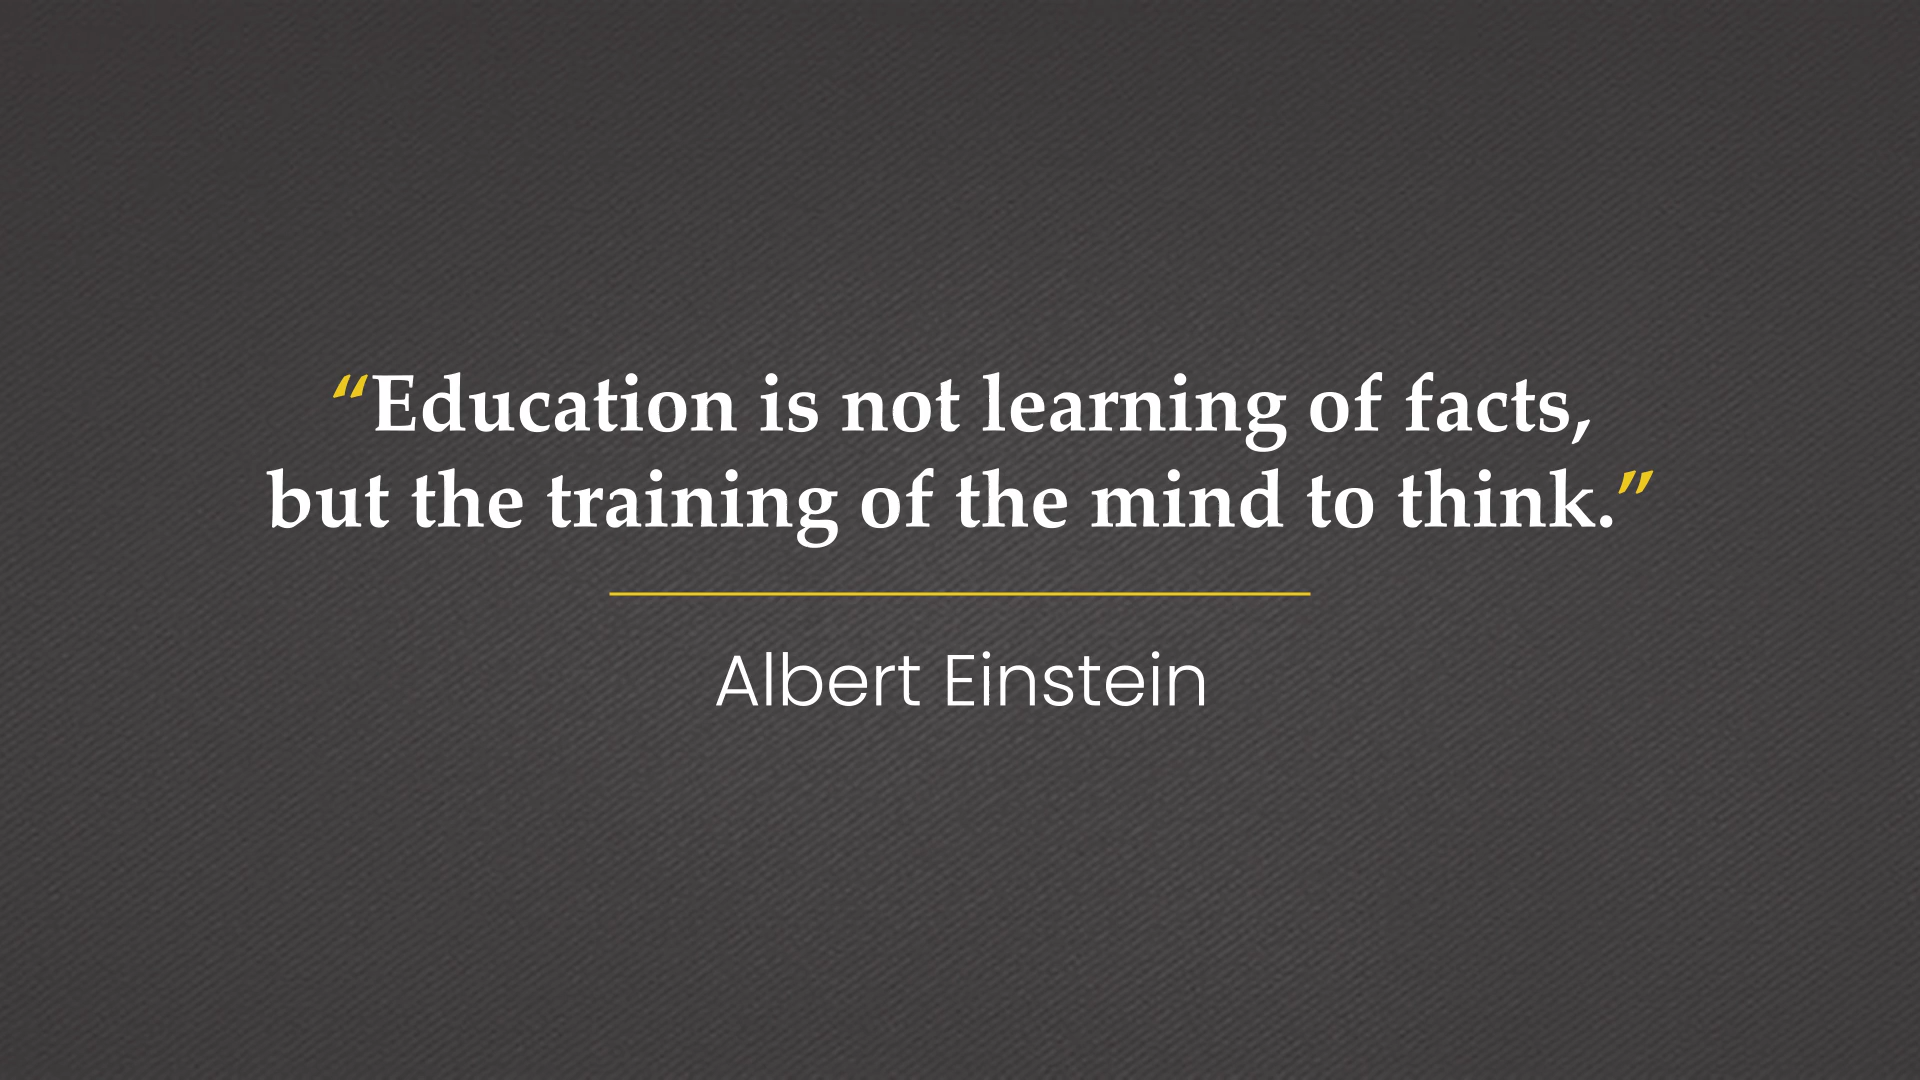 “Education is not learning of facts,
but the training of the mind to think.”
Albert Einstein